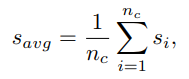 s_{avg} = \frac{1}{n_c} \sum_{i=1}^{n_c} s_i,